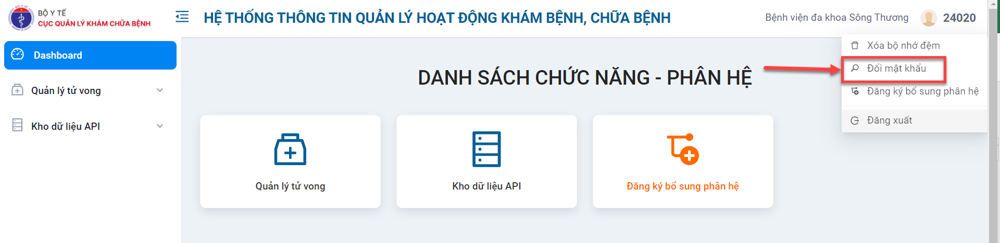 BỘ Y TẾ
CỤC QUẢN LÝ KHÁM CHỮA BỆNH
HỆ THỐNG THÔNG TIN QUẢN LÝ HOẠT ĐỘNG KHÁM BỆNH, CHỮA BỆNH
Bệnh viện đa khoa Sông Thương
24020
Dashboard
Quản lý tử vong
Kho dữ liệu API
Xóa bộ nhớ đệm
Đổi mật khẩu
Đăng ký bổ sung phân hệ
Đăng xuất
DANH SÁCH CHỨC NĂNG - PHÂN HỆ
Quản lý tử vong
Kho dữ liệu API
Đăng ký bổ sung phân hệ